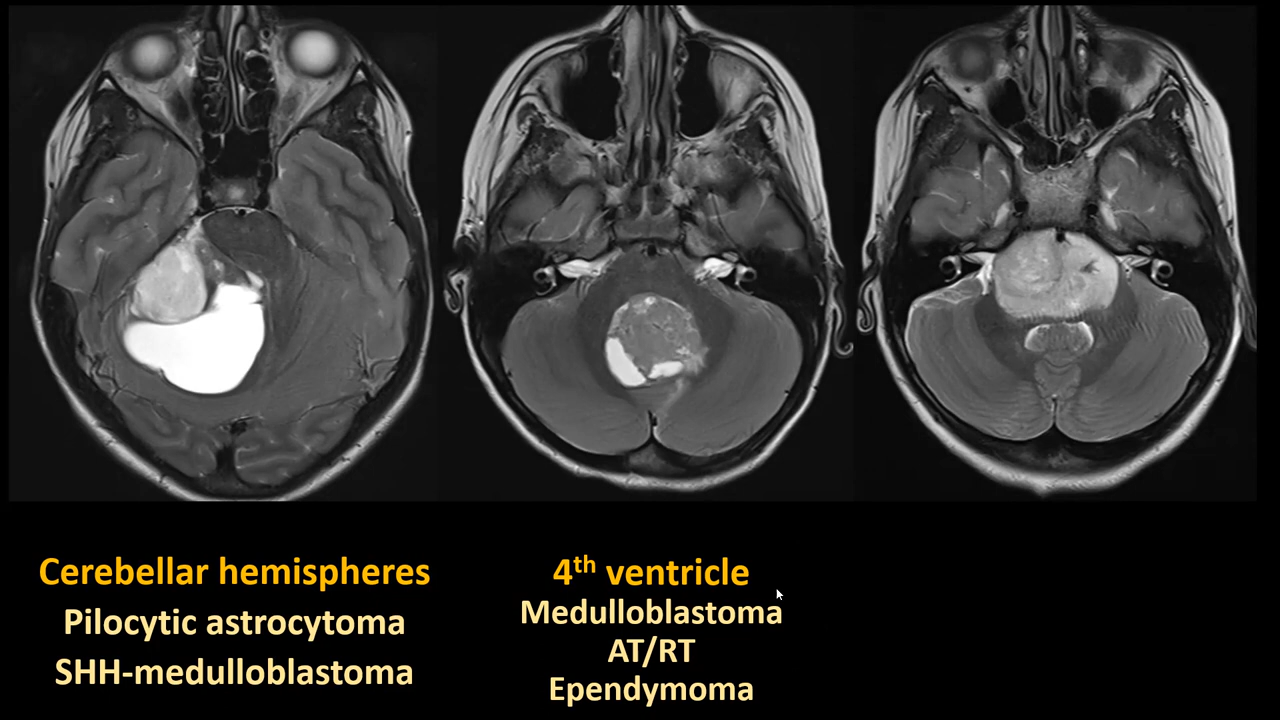 Cerebellar hemispheres
Pilocytic astrocytoma
SHH-medulloblastoma
4th ventricle
Medulloblastoma
AT/RT
Ependymoma